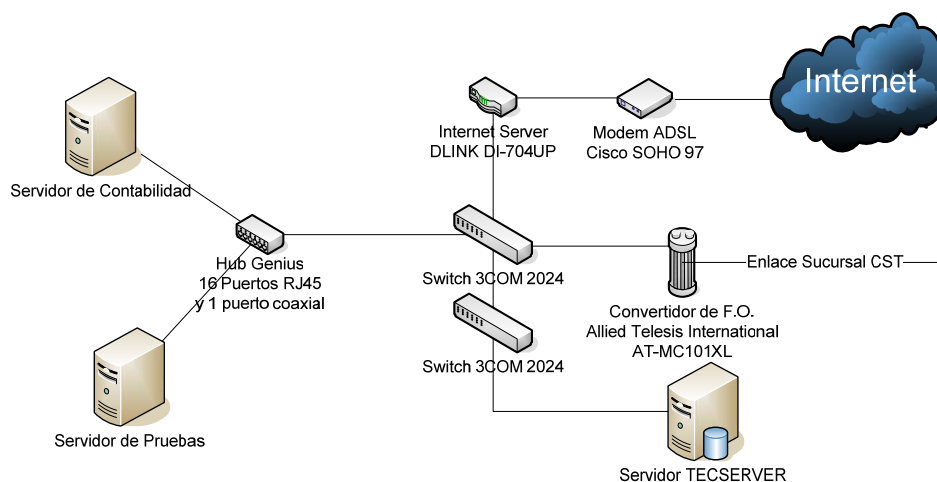 Internet
Internet Server
DLINK DI-704UP
Modem ADSL
Cisco SOHO 97
Servidor de Contabilidad
Hub Genius
16 Puertos RJ45
y 1 puerto coaxial
Switch 3COM 2024
Enlace Sucursal CST
Convertidor de F.O.
Allied Telesis International
AT-MC101XL
Switch 3COM 2024
Servidor de Pruebas
Servidor TECSERVER